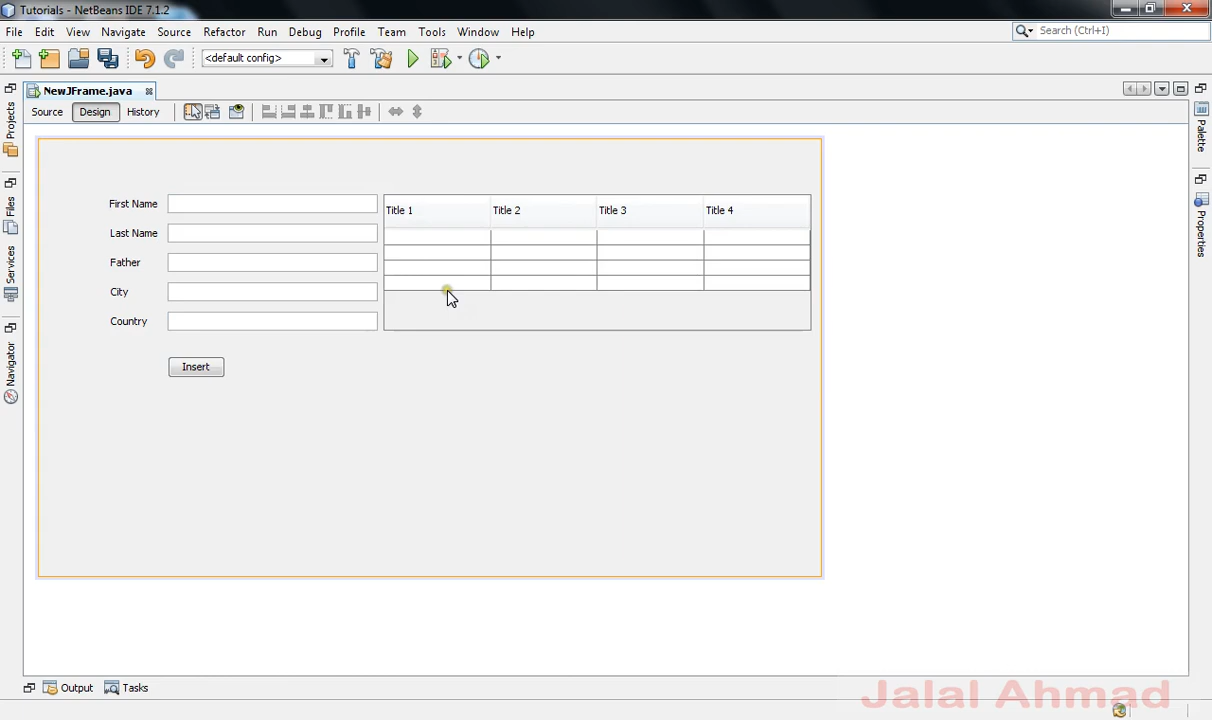 Tutorials - NetBeans IDE 7.1.2
File Edit View Navigate Source Refactor Run Debug Profile Team Tools Window Help
Search (Ctrl+I)
<default config>
NewJFrame.java
Source Design History
Projects
Files
Services
Navigator
Palette
Properties
First Name
Last Name
Father
City
Country
Title 1 Title 2 Title 3 Title 4
Insert
Output Tasks
Jalal Ahmad